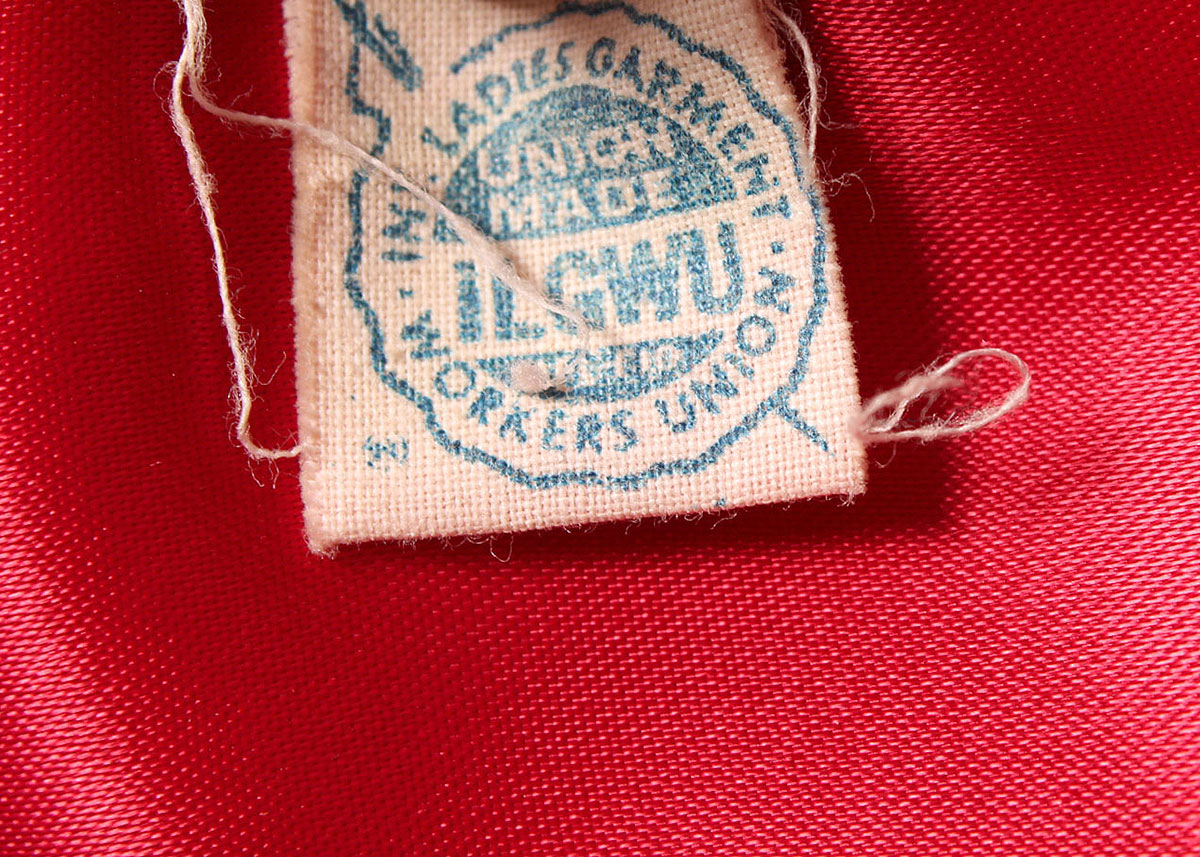 INT'L LADIES GARMENT
UNION
MADE
ILGWU
WORKERS UNION